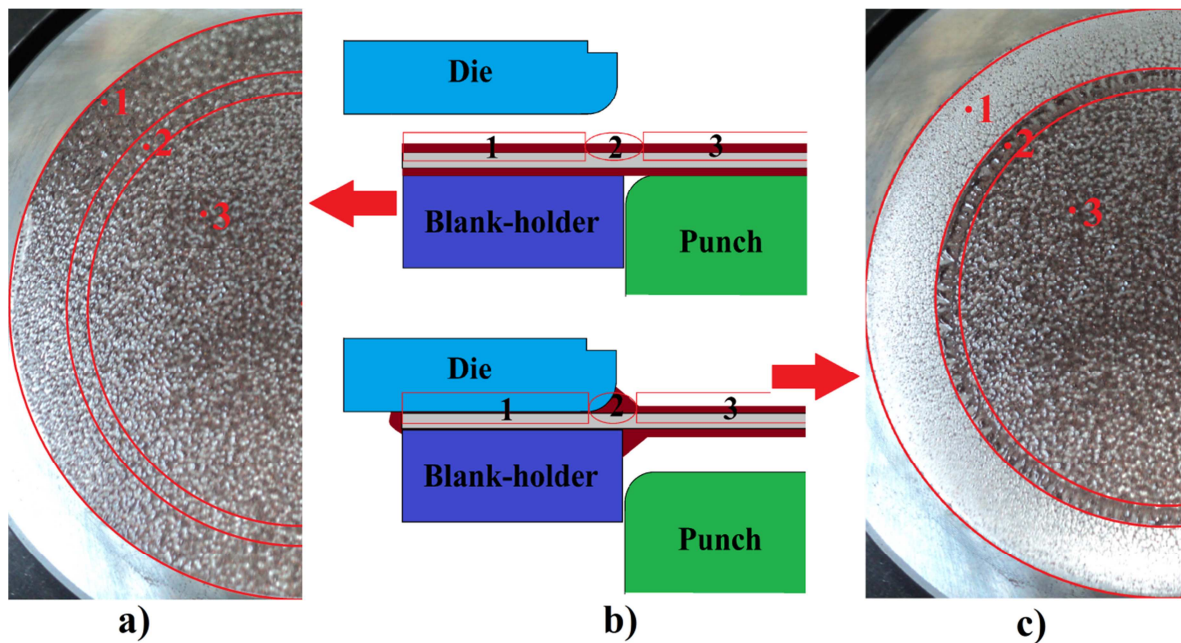 Die
1 2 3
Blank-holder
Punch
Die
1 2 3
Blank-holder
Punch
1
2
3
1
2
3
a)
b)
c)